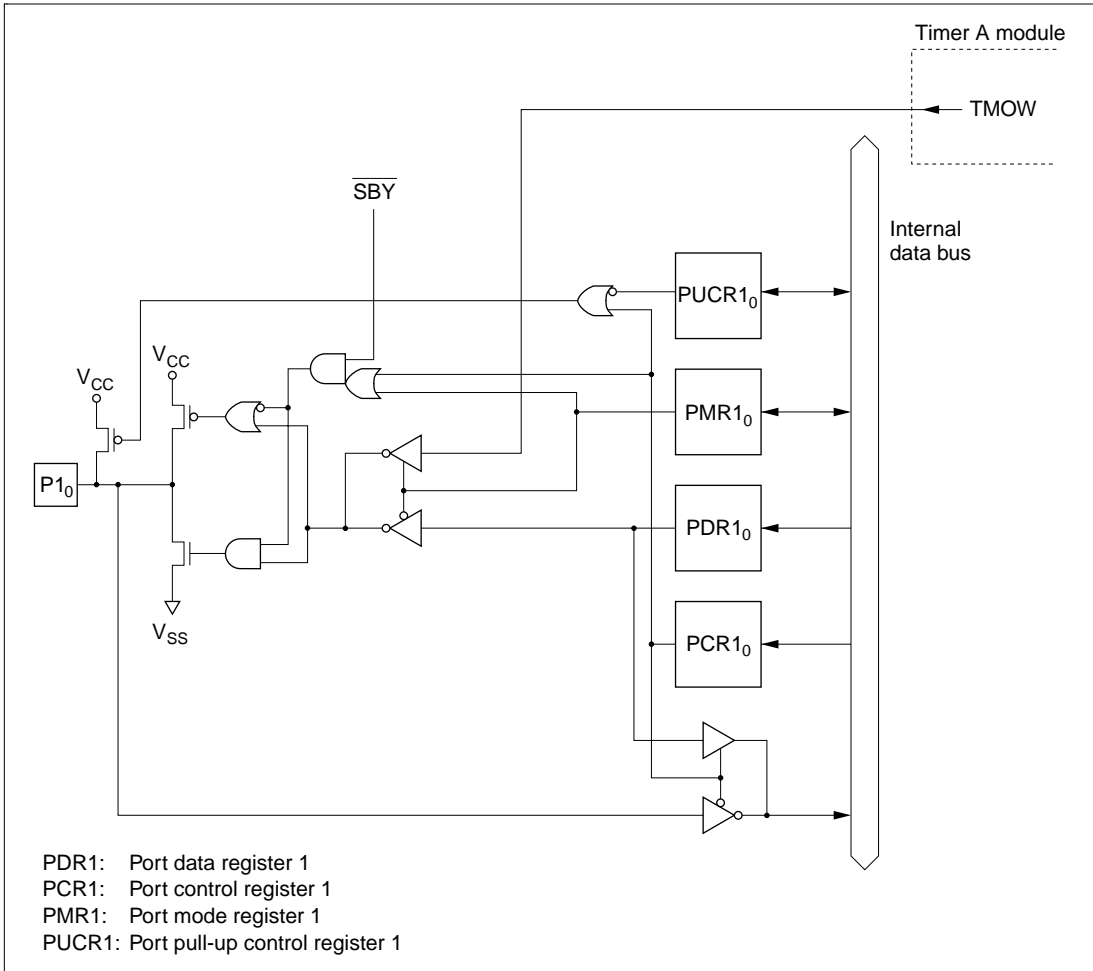 Timer A module
TMOW
SBY
Internal
data bus
PUCR1₀
V_CC
V_CC
PMR1₀
P1₀
PDR1₀
V_SS
PCR1₀
PDR1: Port data register 1
PCR1: Port control register 1
PMR1: Port mode register 1
PUCR1: Port pull-up control register 1